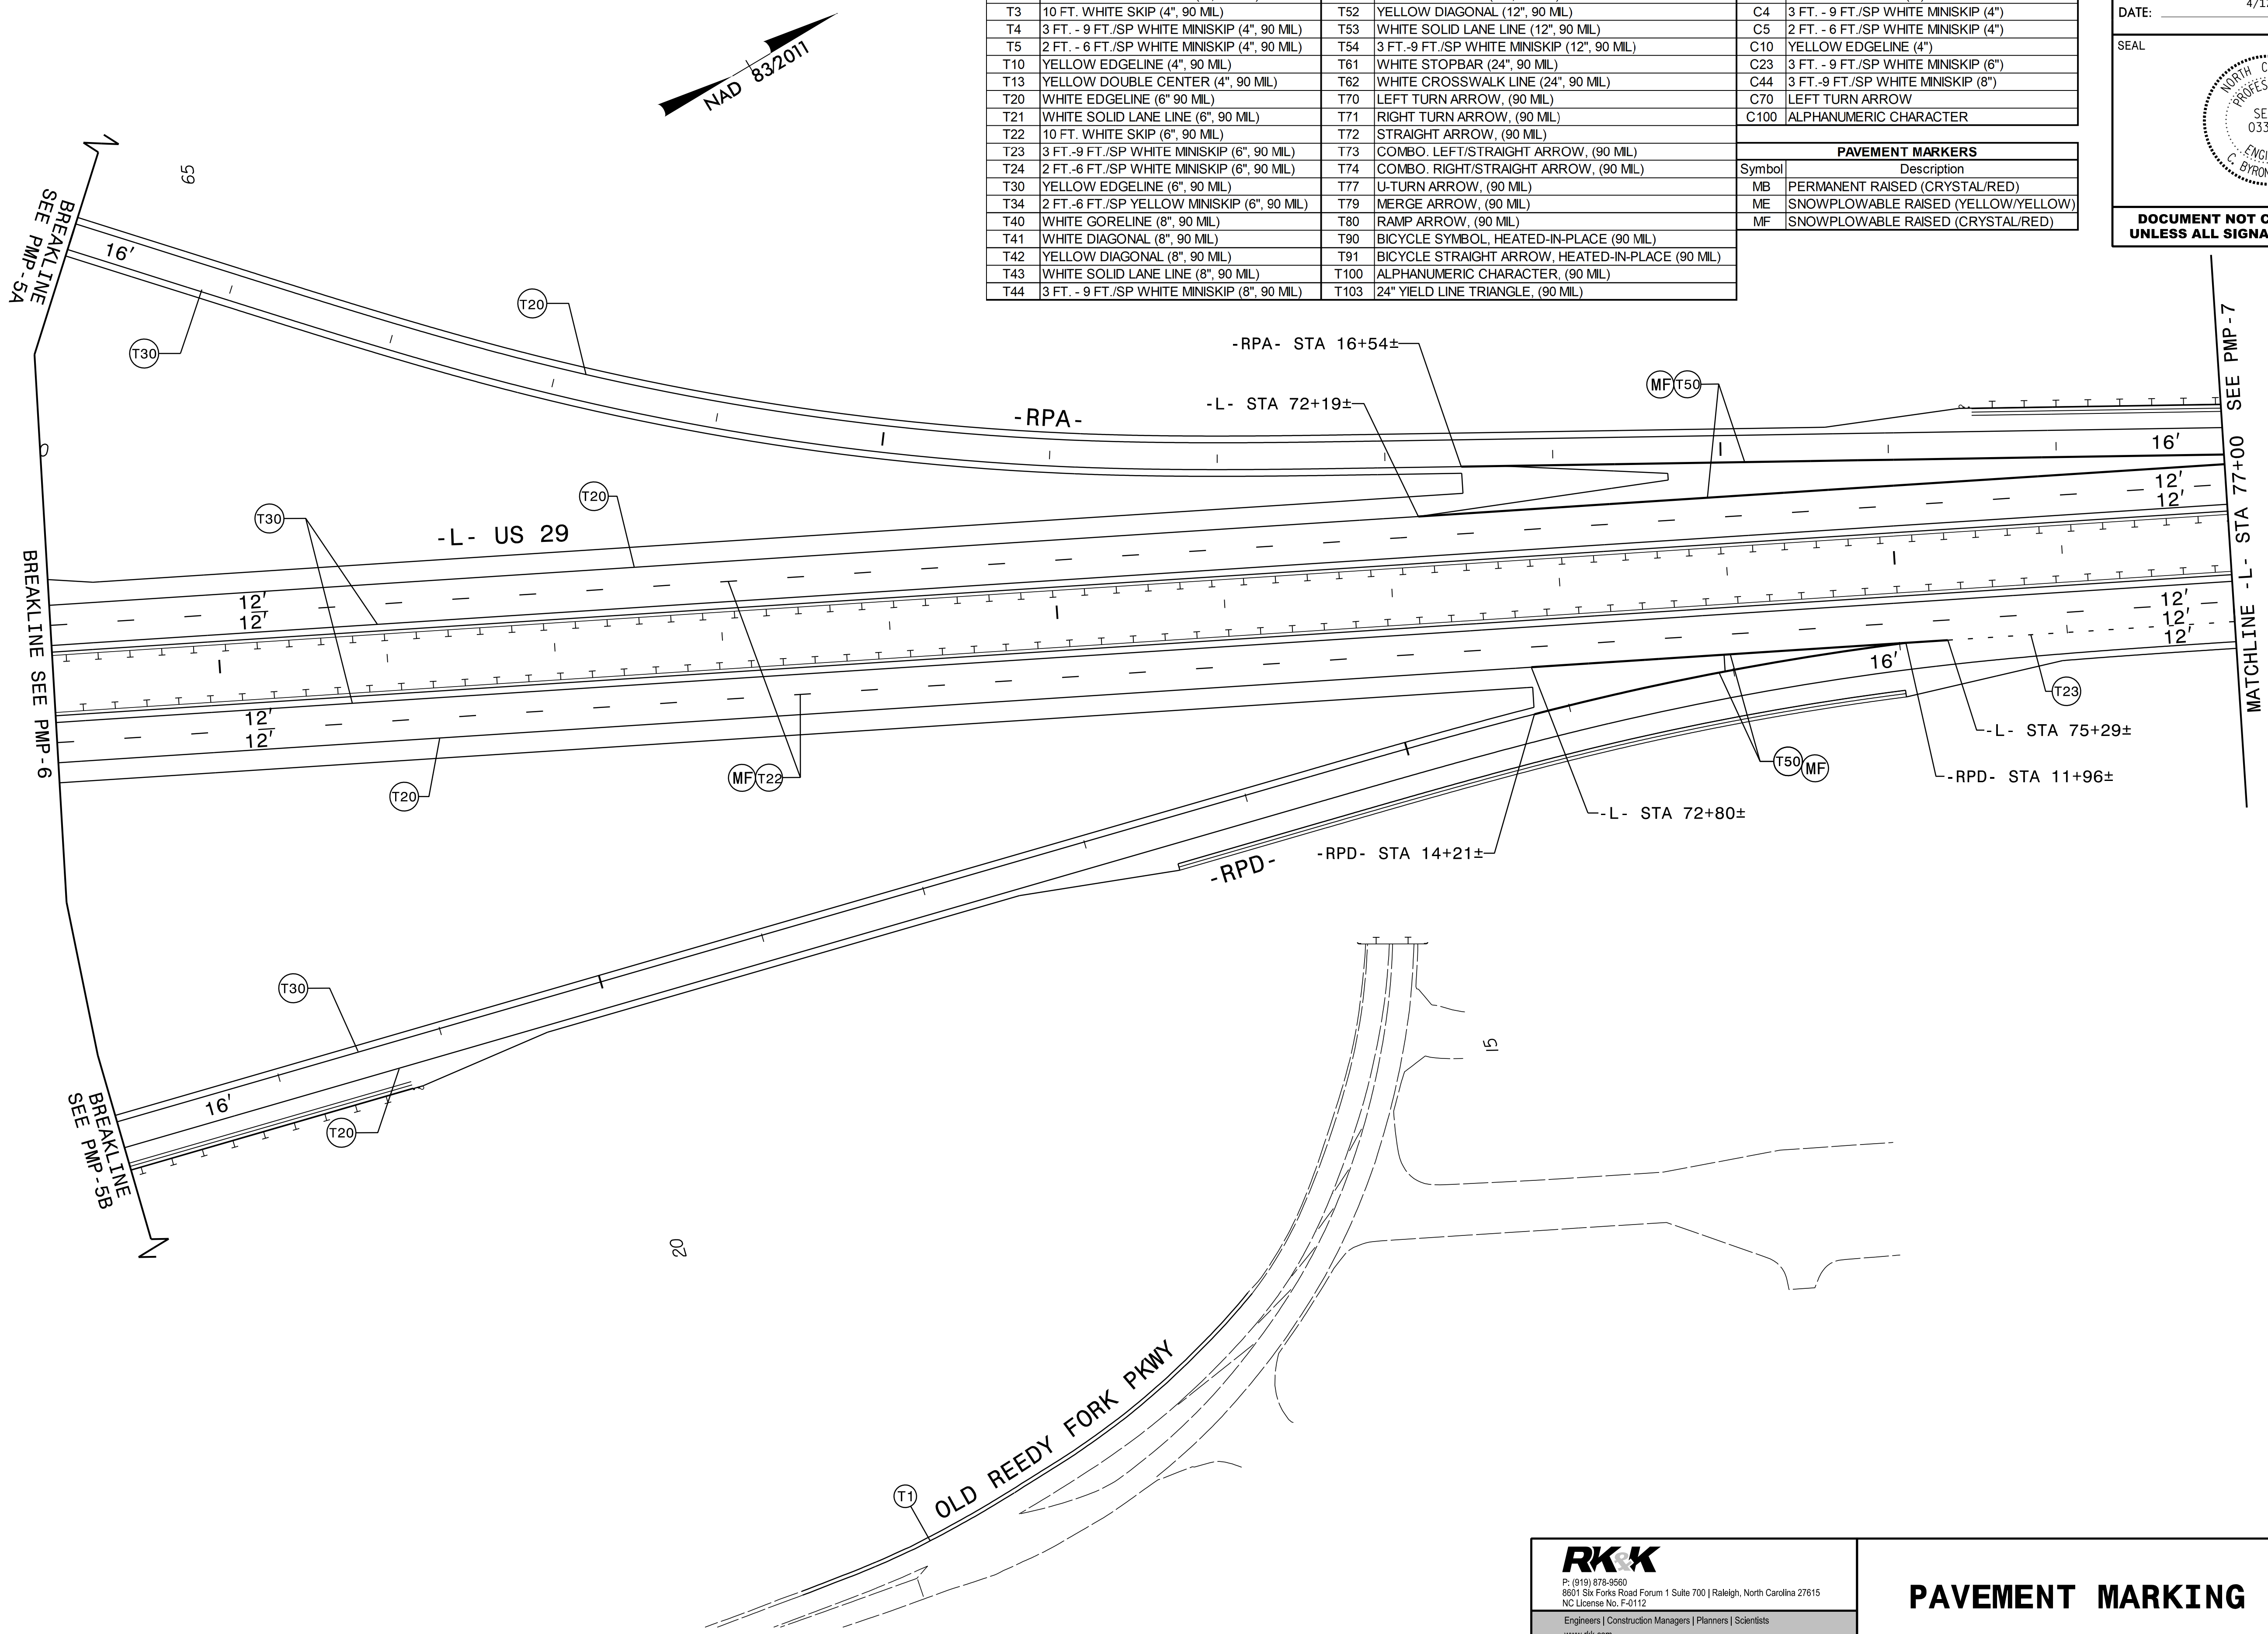 T3 10 FT. WHITE SKIP (4", 90 MIL) T52 YELLOW DIAGONAL (12", 90 MIL) C4 3 FT. - 9 FT./SP WHITE MINISKIP (4")
T4 3 FT. - 9 FT./SP WHITE MINISKIP (4", 90 MIL) T53 WHITE SOLID LANE LINE (12", 90 MIL) C5 2 FT. - 6 FT./SP WHITE MINISKIP (4")
T5 2 FT. - 6 FT./SP WHITE MINISKIP (4", 90 MIL) T54 3 FT.-9 FT./SP WHITE MINISKIP (12", 90 MIL) C10 YELLOW EDGELINE (4")
T10 YELLOW EDGELINE (4", 90 MIL) T61 WHITE STOPBAR (24", 90 MIL) C23 3 FT. - 9 FT./SP WHITE MINISKIP (6")
T13 YELLOW DOUBLE CENTER (4", 90 MIL) T62 WHITE CROSSWALK LINE (24", 90 MIL) C44 3 FT.-9 FT./SP WHITE MINISKIP (8")
T20 WHITE EDGELINE (6" 90 MIL) T70 LEFT TURN ARROW, (90 MIL) C70 LEFT TURN ARROW
T21 WHITE SOLID LANE LINE (6", 90 MIL) T71 RIGHT TURN ARROW, (90 MIL) C100 ALPHANUMERIC CHARACTER
T22 10 FT. WHITE SKIP (6", 90 MIL) T72 STRAIGHT ARROW, (90 MIL)
T23 3 FT.-9 FT./SP WHITE MINISKIP (6", 90 MIL) T73 COMBO. LEFT/STRAIGHT ARROW, (90 MIL)
T24 2 FT.-6 FT./SP WHITE MINISKIP (6", 90 MIL) T74 COMBO. RIGHT/STRAIGHT ARROW, (90 MIL)
T30 YELLOW EDGELINE (6", 90 MIL) T77 U-TURN ARROW, (90 MIL)
T34 2 FT.-6 FT./SP YELLOW MINISKIP (6", 90 MIL) T79 MERGE ARROW, (90 MIL)
T40 WHITE GORELINE (8", 90 MIL) T80 RAMP ARROW, (90 MIL)
T41 WHITE DIAGONAL (8", 90 MIL) T90 BICYCLE SYMBOL, HEATED-IN-PLACE (90 MIL)
T42 YELLOW DIAGONAL (8", 90 MIL) T91 BICYCLE STRAIGHT ARROW, HEATED-IN-PLACE (90 MIL)
T43 WHITE SOLID LANE LINE (8", 90 MIL) T100 ALPHANUMERIC CHARACTER, (90 MIL)
T44 3 FT. - 9 FT./SP WHITE MINISKIP (8", 90 MIL) T103 24" YIELD LINE TRIANGLE, (90 MIL)
PAVEMENT MARKERS
Symbol Description
MB PERMANENT RAISED (CRYSTAL/RED)
ME SNOWPLOWABLE RAISED (YELLOW/YELLOW)
MF SNOWPLOWABLE RAISED (CRYSTAL/RED)
DATE:
SEAL
NORTH C
PROFES
SE
033
ENGI
C. BYRON
DOCUMENT NOT C
UNLESS ALL SIGNA
NAD 83/2011
65
BREAKLINE
SEE PMP-5A
16'
T30
T20
-RPA-
-RPA- STA 16+54±
-L- STA 72+19±
MF T50
16'
MATCHLINE -L- STA 77+00 SEE PMP-7
T30
T20
-L- US 29
12'
12'
12'
12'
BREAKLINE SEE PMP-6
12'
12'
T20
MF T22
12'
12'
12'
16'
T23
-L- STA 75+29±
T50 MF
-RPD- STA 11+96±
-L- STA 72+80±
-RPD- STA 14+21±
-RPD-
T30
16'
T20
BREAKLINE
SEE PMP-5B
15
20
OLD REEDY FORK PKWY
T1
RK&K
P: (919) 878-9560
8601 Six Forks Road Forum 1 Suite 700 | Raleigh, North Carolina 27615
NC License No. F-0112
Engineers | Construction Managers | Planners | Scientists
PAVEMENT MARKING